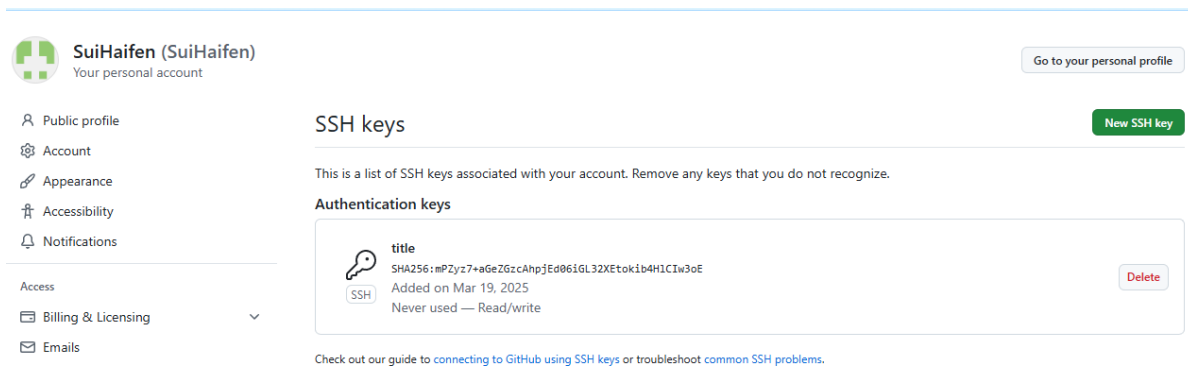 SuiHaifen (SuiHaifen)
Your personal account
Go to your personal profile
Public profile
Account
Appearance
Accessibility
Notifications
Access
Billing & Licensing
Emails
SSH keys
New SSH key
This is a list of SSH keys associated with your account. Remove any keys that you do not recognize.
Authentication keys
title
SHA256:mPZyz7+aGeZGzcAhpjEd06iGL32XEtokib4H1CIw3oE
Added on Mar 19, 2025
Never used — Read/write
SSH
Delete
Check out our guide to connecting to GitHub using SSH keys or troubleshoot common SSH problems.